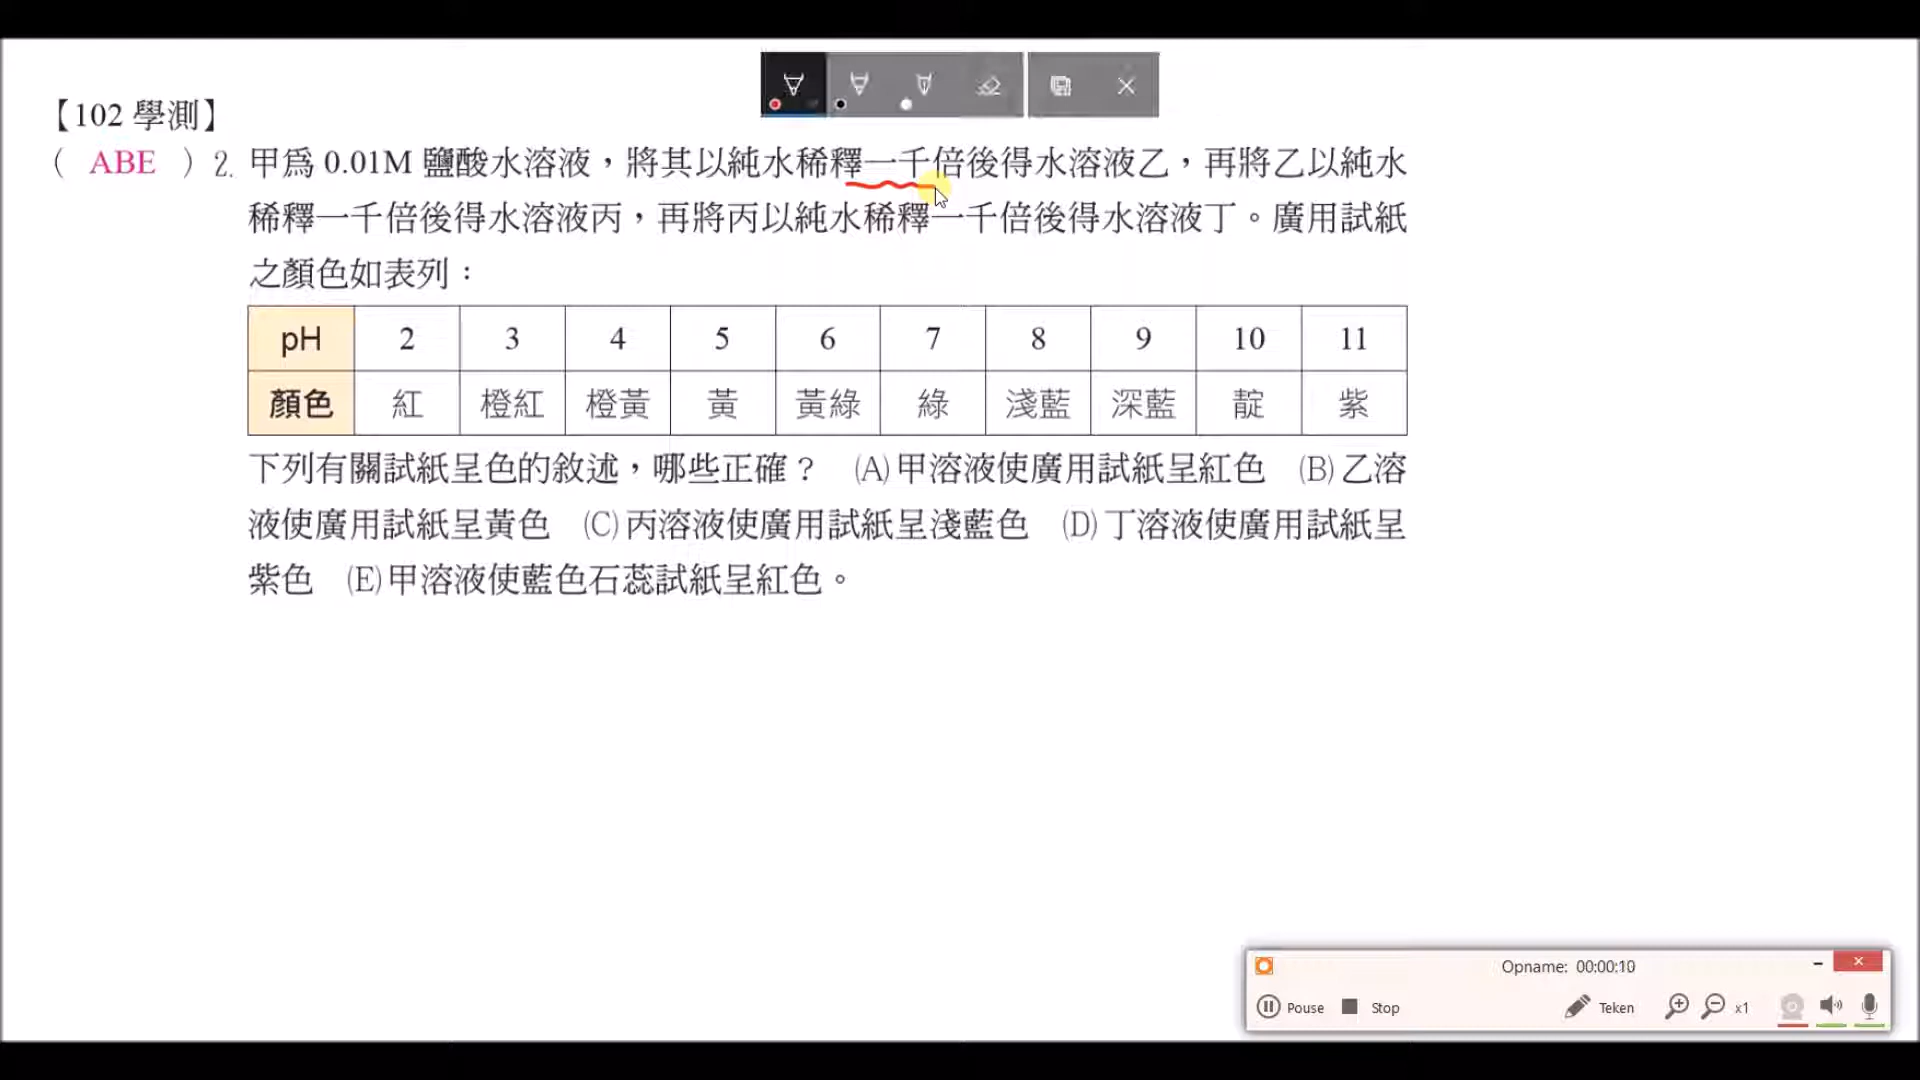 【102 學測】
( ABE ) 2. 甲為 0.01M 鹽酸水溶液，將其以純水稀釋一千倍後得水溶液乙，再將乙以純水
稀釋一千倍後得水溶液丙，再將丙以純水稀釋一千倍後得水溶液丁。廣用試紙
之顏色如表列：
pH 2 3 4 5 6 7 8 9 10 11
顏色 紅 橙紅 橙黃 黃 黃綠 綠 淺藍 深藍 靛 紫
下列有關試紙呈色的敘述，哪些正確？ (A)甲溶液使廣用試紙呈紅色 (B)乙溶
液使廣用試紙呈黃色 (C)丙溶液使廣用試紙呈淺藍色 (D)丁溶液使廣用試紙呈
紫色 (E)甲溶液使藍色石蕊試紙呈紅色。
Opname: 00:00:10
Pause Stop Teken x1